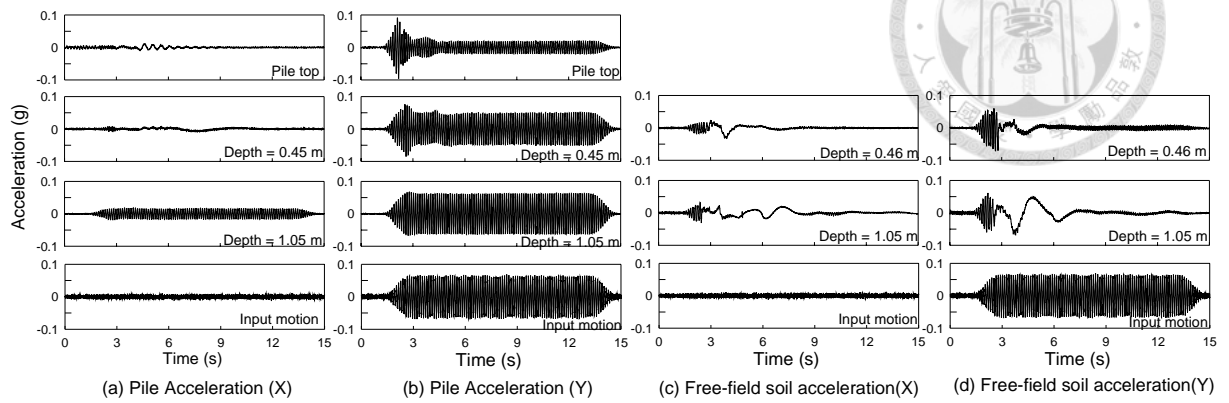 0.1
0
-0.1
Pile top
0.1
0
-0.1
Depth = 0.45 m
0.1
0
-0.1
Depth = 1.05 m
0.1
0
-0.1
Input motion
0 3 6 9 12 15
Time (s)
Acceleration (g)
(a) Pile Acceleration (X)
0.1
0
-0.1
Pile top
0.1
0
-0.1
Depth = 0.45 m
0.1
0
-0.1
Depth = 1.05 m
0.1
0
-0.1
Input motion
0 3 6 9 12 15
Time (s)
(b) Pile Acceleration (Y)
0.1
0
-0.1
Depth = 0.46 m
0.1
0
-0.1
Depth = 1.05 m
0.1
0
-0.1
Input motion
0 3 6 9 12 15
Time (s)
(c) Free-field soil acceleration(X)
0.1
0
-0.1
Depth = 0.46 m
0.1
0
-0.1
Depth = 1.05 m
0.1
0
-0.1
Input motion
0 3 6 9 12 15
Time (s)
(d) Free-field soil acceleration(Y)